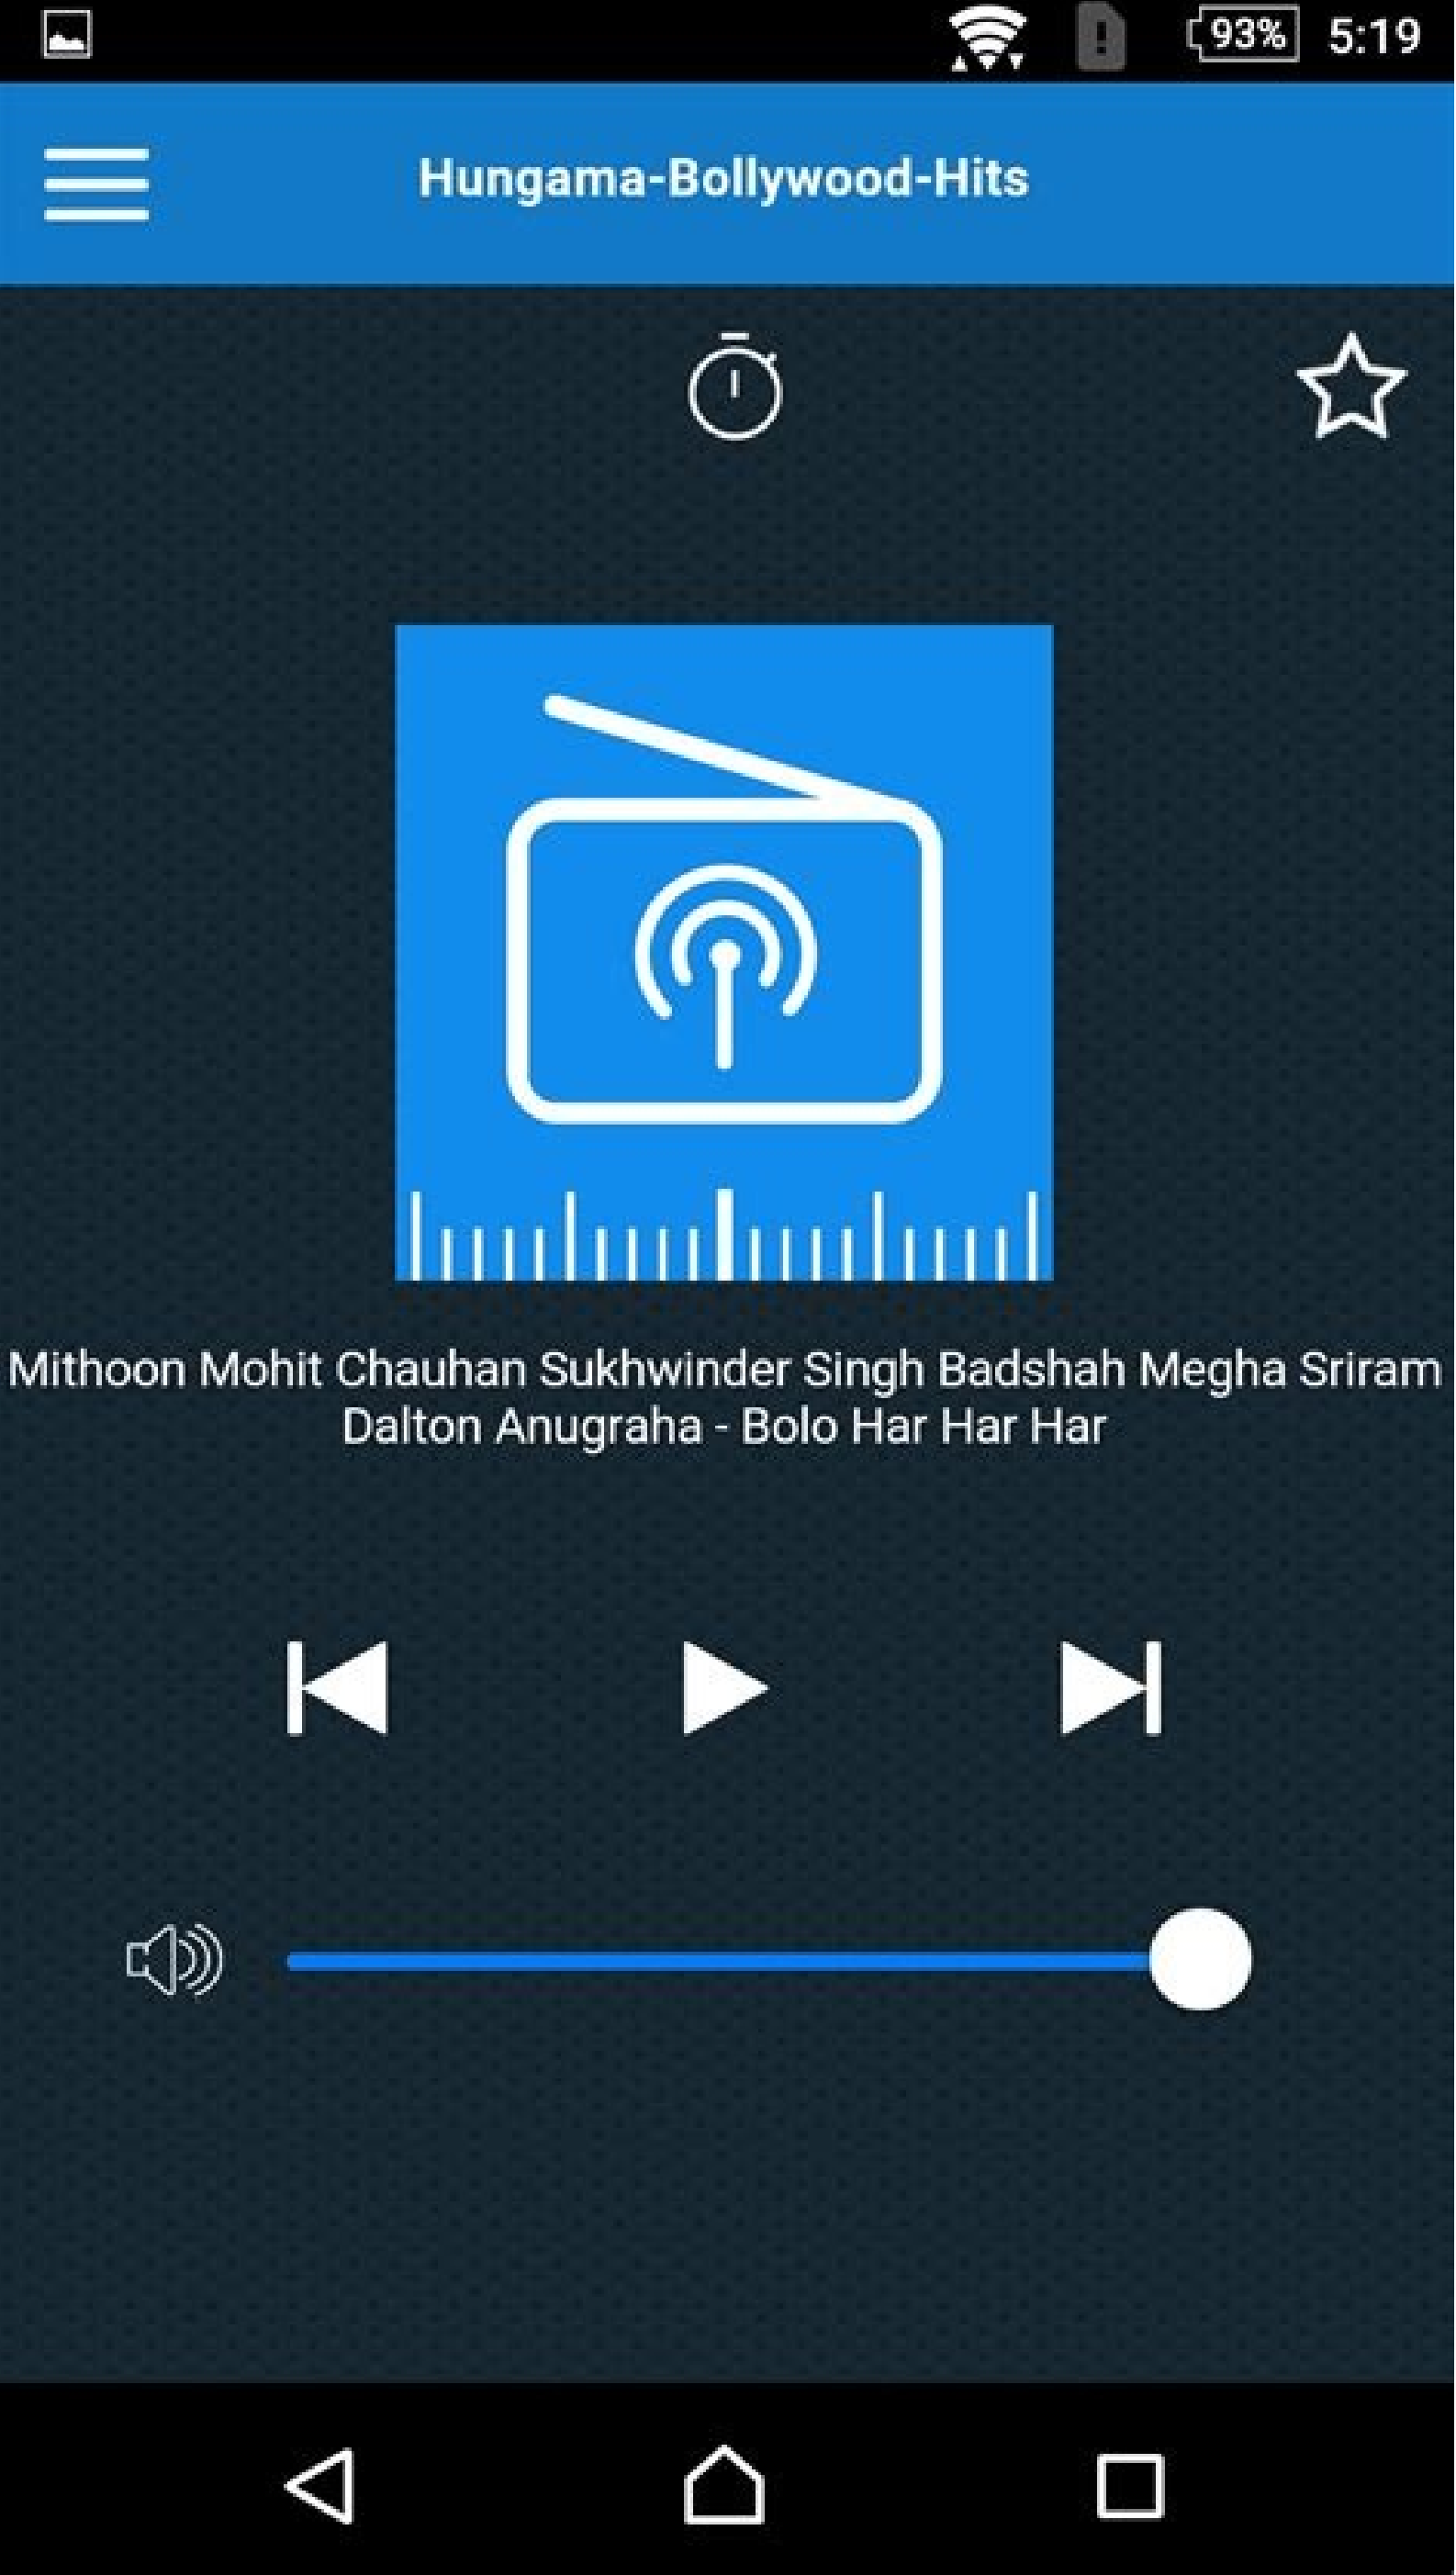 93% 5:19
Hungama-Bollywood-Hits
Mithoon Mohit Chauhan Sukhwinder Singh Badshah Megha Sriram
Dalton Anugraha - Bolo Har Har Har